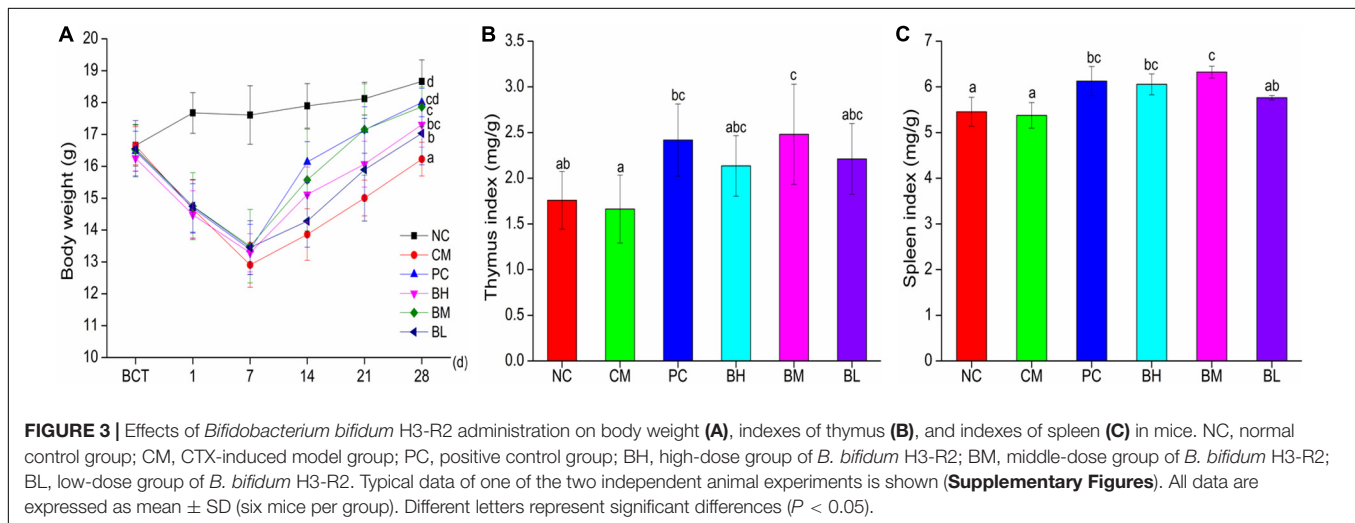 A
20
19
18
17
16
15
14
13
12
11
10
Body weight (g)
BCT 1 7 14 21 28 (d)
d
cd
c
bc
b
a
NC
CM
PC
BH
BM
BL
B
3.5
3.0
2.5
2.0
1.5
1.0
0.5
0.0
Thymus index (mg/g)
ab a bc abc c abc
NC CM PC BH BM BL
C
7
6
5
4
3
2
1
0
Spleen index (mg/g)
a a bc bc c ab
NC CM PC BH BM BL
FIGURE 3 | Effects of Bifidobacterium bifidum H3-R2 administration on body weight (A), indexes of thymus (B), and indexes of spleen (C) in mice. NC, normal
control group; CM, CTX-induced model group; PC, positive control group; BH, high-dose group of B. bifidum H3-R2; BM, middle-dose group of B. bifidum H3-R2;
BL, low-dose group of B. bifidum H3-R2. Typical data of one of the two independent animal experiments is shown (Supplementary Figures). All data are
expressed as mean ± SD (six mice per group). Different letters represent significant differences (P < 0.05).